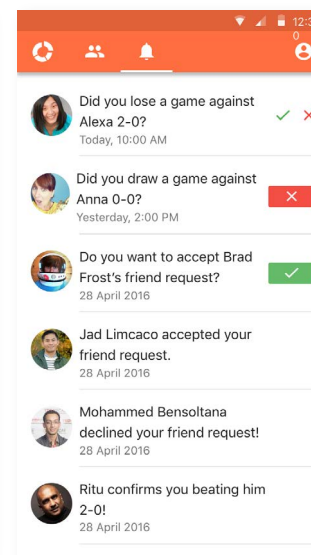 12:3
0
Did you lose a game against
Alexa 2-0?
Today, 10:00 AM
Did you draw a game against
Anna 0-0?
Yesterday, 2:00 PM
Do you want to accept Brad
Frost's friend request?
28 April 2016
Jad Limcaco accepted your
friend request.
28 April 2016
Mohammed Bensoltana
declined your friend request!
28 April 2016
Ritu confirms you beating him
2-0!
28 April 2016